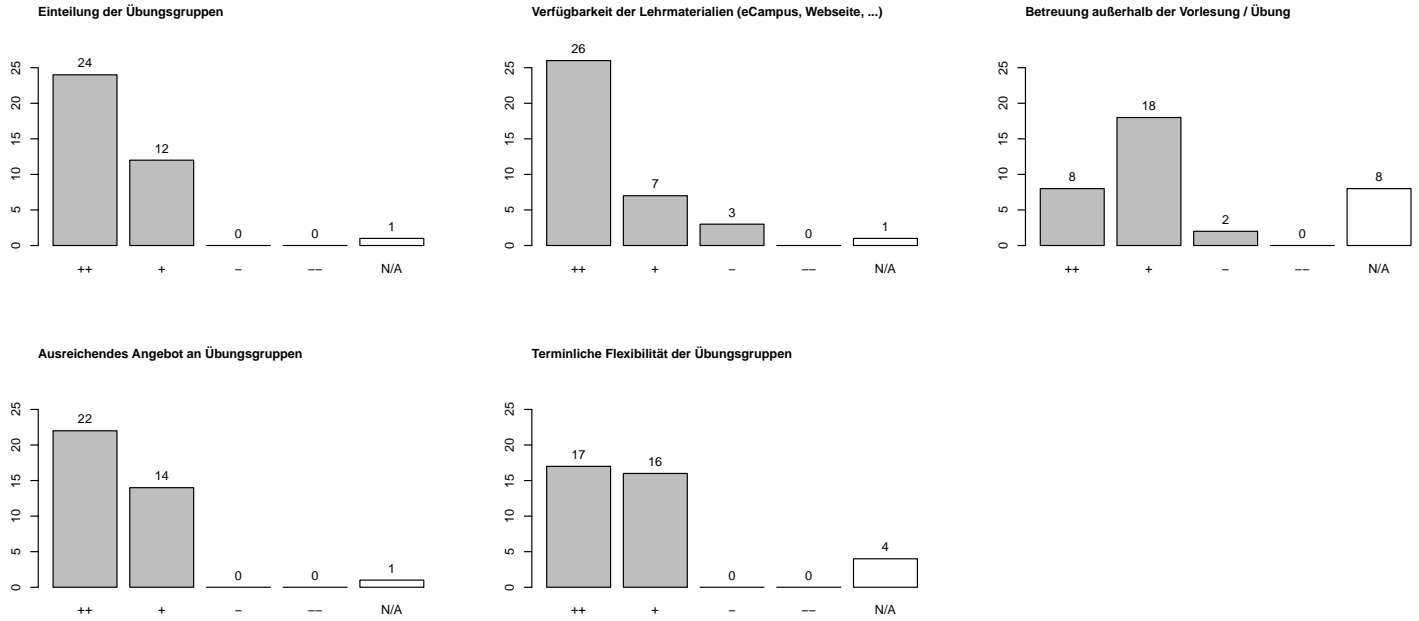 Einteilung der Übungsgruppen
24
12
0
0
1
0 5 10 15 20 25
++ + − −− N/A
Verfügbarkeit der Lehrmaterialien (eCampus, Webseite, ...)
26
7
3
0
1
0 5 10 15 20 25
++ + − −− N/A
Betreuung außerhalb der Vorlesung / Übung
8
18
2
0
8
0 5 10 15 20 25
++ + − −− N/A
Ausreichendes Angebot an Übungsgruppen
22
14
0
0
1
0 5 10 15 20 25
++ + − −− N/A
Terminliche Flexibilität der Übungsgruppen
17
16
0
0
4
0 5 10 15 20 25
++ + − −− N/A